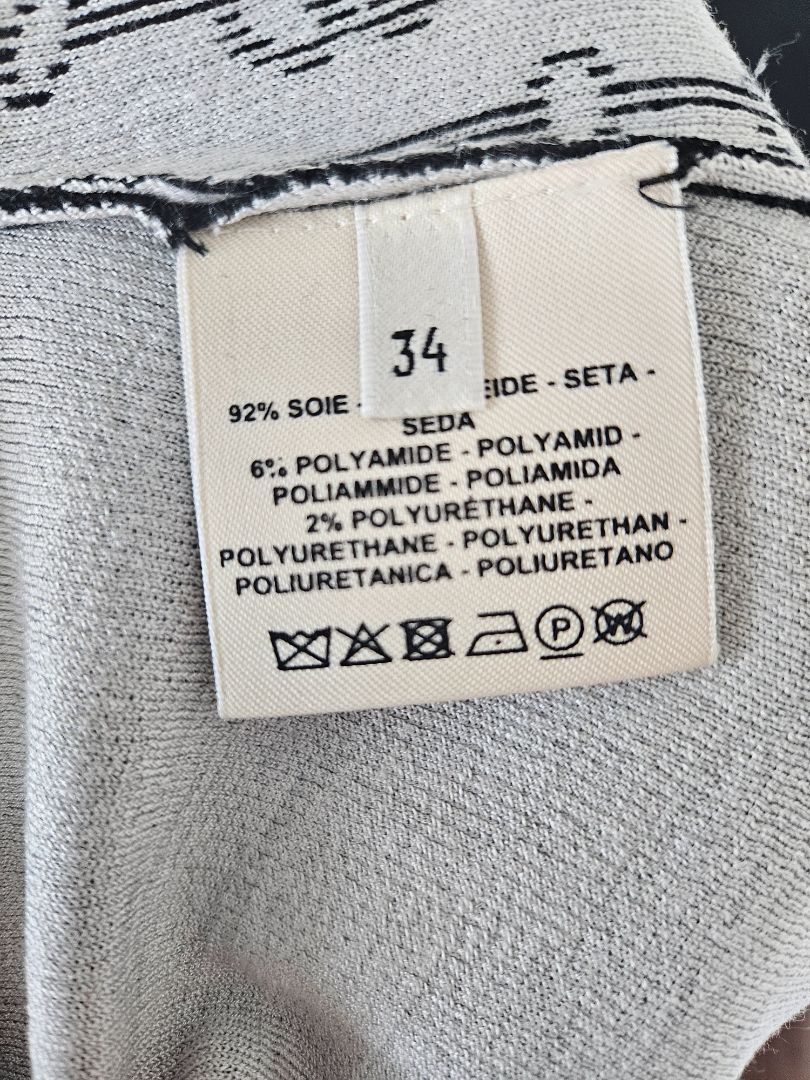 34
92% SOIE - EIDE - SETA -
SEDA
6% POLYAMIDE - POLYAMID -
POLIAMMIDE - POLIAMIDA
2% POLYURÉTHANE -
POLYURETHANE - POLYURETHAN -
POLIURETANICA - POLIURETANO
P
W